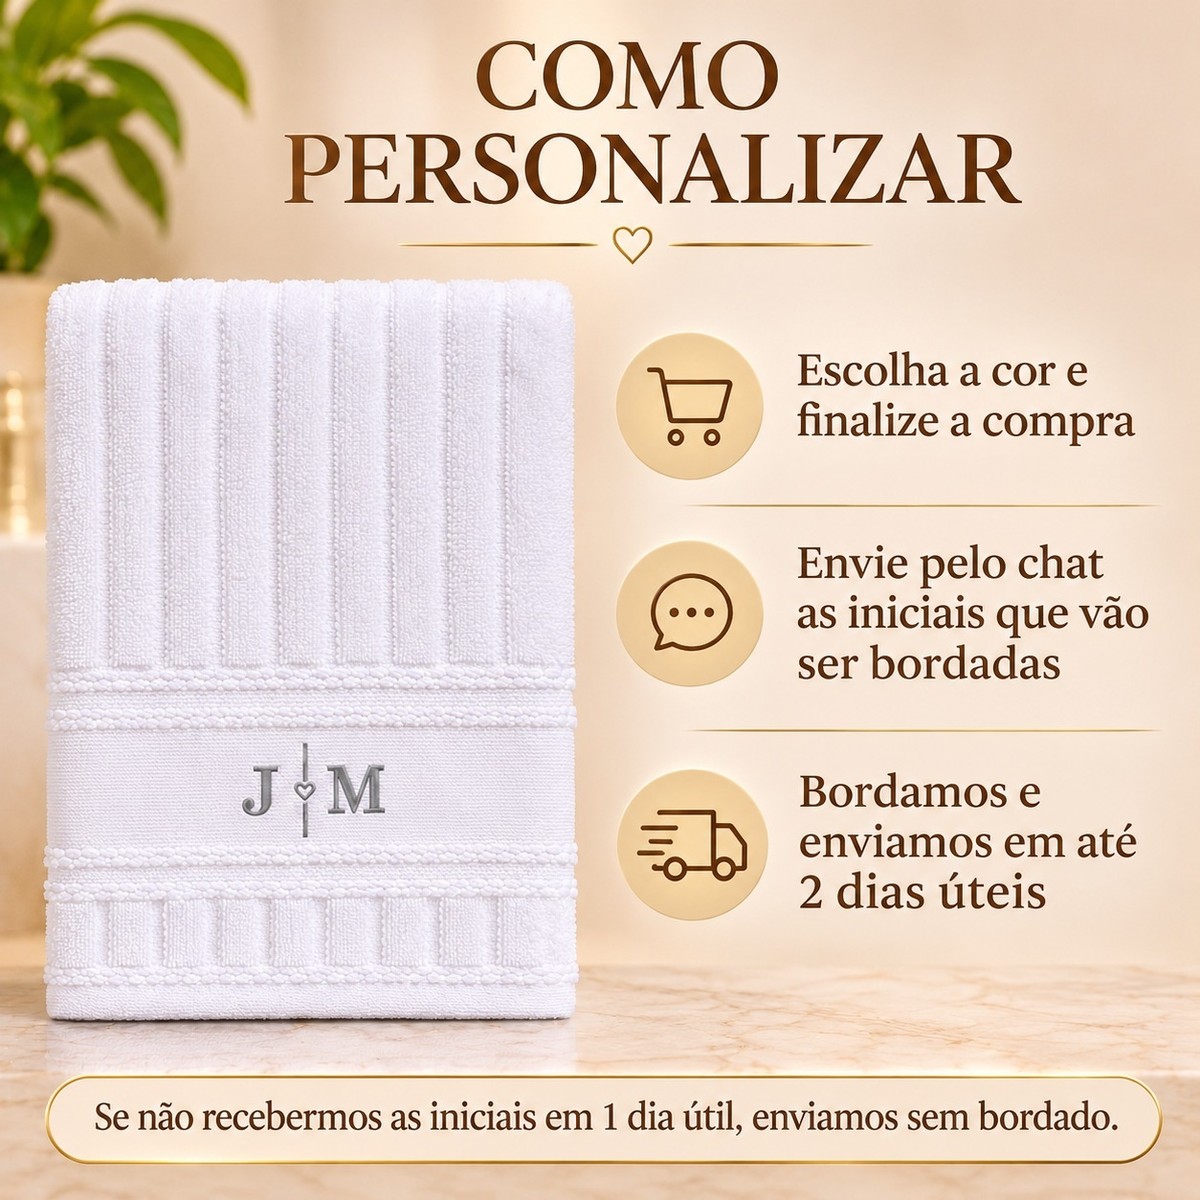 COMO
PERSONALIZAR
Escolha a cor e
finalize a compra
Envie pelo chat
as iniciais que vão
ser bordadas
J M
Bordamos e
enviamos em até
2 dias úteis
Se não recebermos as iniciais em 1 dia útil, enviamos sem bordado.